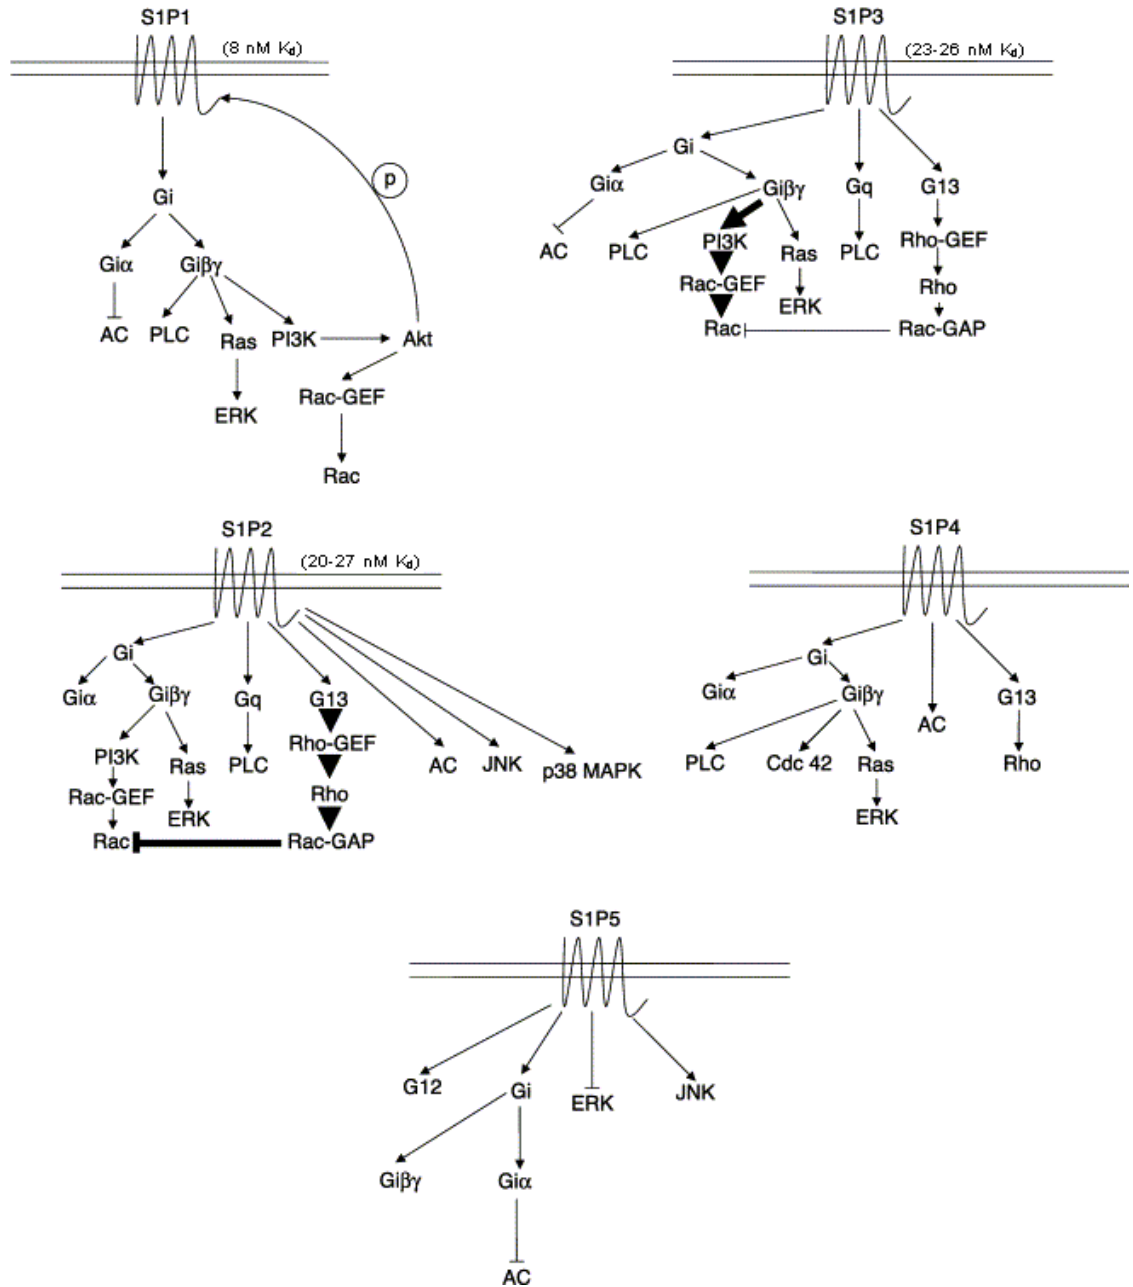 S1P1
(8 nM Kd)
Gi
Giα
Giβγ
AC
PLC
Ras
PI3K
Akt
p
ERK
Rac-GEF
Rac
S1P3
(23-26 nM Kd)
Gi
Giα
Giβγ
Gq
G13
AC
PLC
PI3K
Ras
PLC
Rho-GEF
Rac-GEF
ERK
Rho
Rac
Rac-GAP
S1P2
(20-27 nM Kd)
Gi
Giα
Giβγ
Gq
G13
PI3K
Ras
PLC
Rho-GEF
AC
JNK
p38 MAPK
Rac-GEF
ERK
Rho
Rac
Rac-GAP
S1P4
Gi
Giα
Giβγ
AC
G13
PLC
Cdc 42
Ras
Rho
ERK
S1P5
G12
Gi
ERK
JNK
Giβγ
Giα
AC